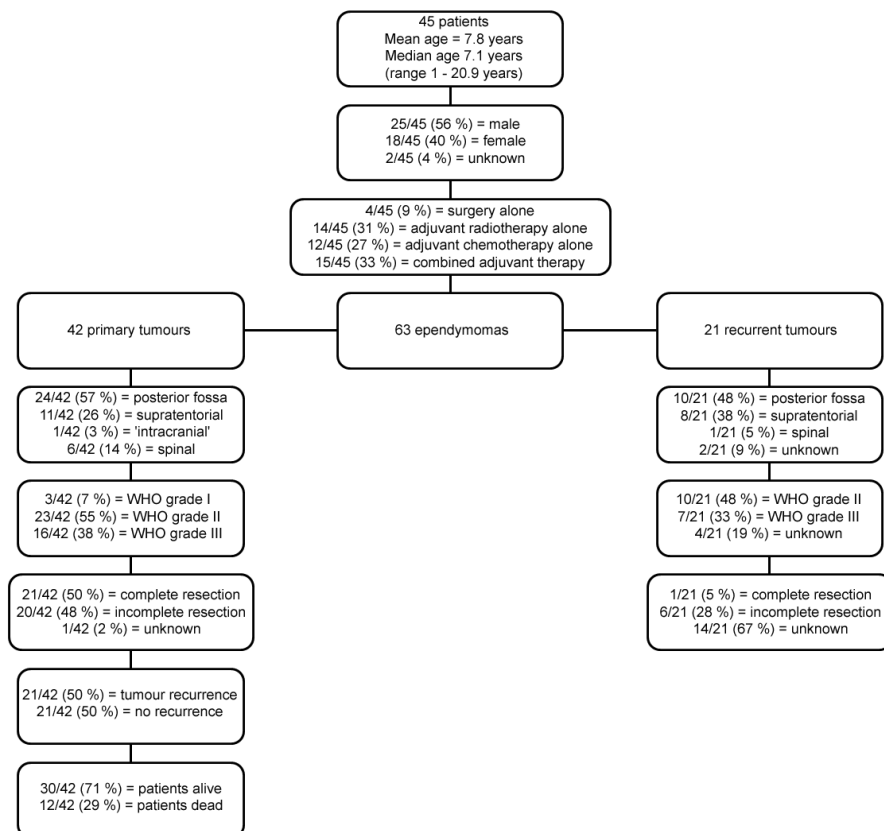 45 patients
Mean age = 7.8 years
Median age 7.1 years
(range 1 - 20.9 years)
25/45 (56 %) = male
18/45 (40 %) = female
2/45 (4 %) = unknown
4/45 (9 %) = surgery alone
14/45 (31 %) = adjuvant radiotherapy alone
12/45 (27 %) = adjuvant chemotherapy alone
15/45 (33 %) = combined adjuvant therapy
42 primary tumours
63 ependymomas
21 recurrent tumours
24/42 (57 %) = posterior fossa
11/42 (26 %) = supratentorial
1/42 (3 %) = 'intracranial'
6/42 (14 %) = spinal
10/21 (48 %) = posterior fossa
8/21 (38 %) = supratentorial
1/21 (5 %) = spinal
2/21 (9 %) = unknown
3/42 (7 %) = WHO grade I
23/42 (55 %) = WHO grade II
16/42 (38 %) = WHO grade III
10/21 (48 %) = WHO grade II
7/21 (33 %) = WHO grade III
4/21 (19 %) = unknown
21/42 (50 %) = complete resection
20/42 (48 %) = incomplete resection
1/42 (2 %) = unknown
1/21 (5 %) = complete resection
6/21 (28 %) = incomplete resection
14/21 (67 %) = unknown
21/42 (50 %) = tumour recurrence
21/42 (50 %) = no recurrence
30/42 (71 %) = patients alive
12/42 (29 %) = patients dead